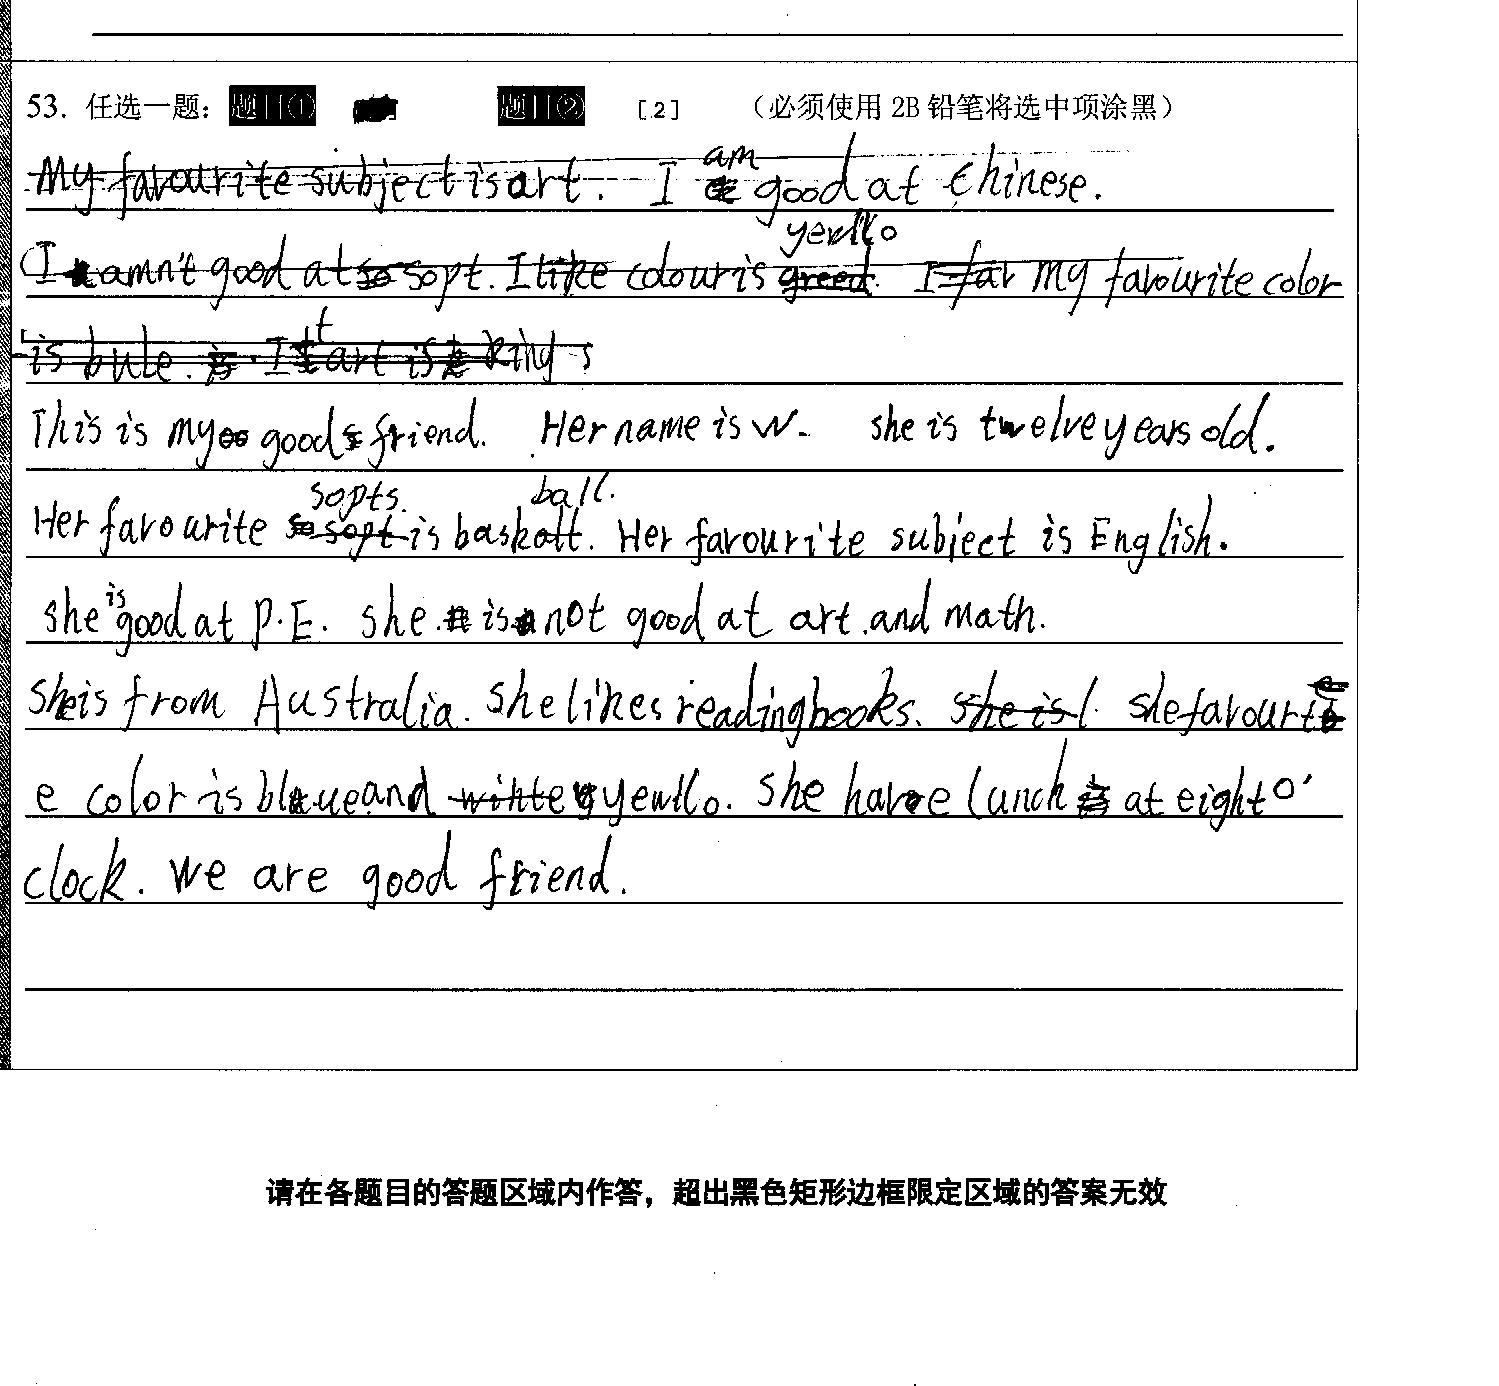 53. 任选一题： 题目① 题目② [2] （必须使用 2B 铅笔将选中项涂黑）
My favourite subject is art. I am good at Chinese.
I amn't good at sopt. I like colour is yewllo I far my favourite color
is bule. I art is king s
This is my good friend. Her name is W. she is twelve years old.
Her favourite sopts. is basketball. Her favourite subject is English.
she is good at P.E. she is not good at art and math.
She is from Australia. She likes reading books. she is she favourit
e color is blue and winte yewllo. she have lunch at eight o'
clock. We are good friend.
请在各题目的答题区域内作答，超出黑色矩形边框限定区域的答案无效